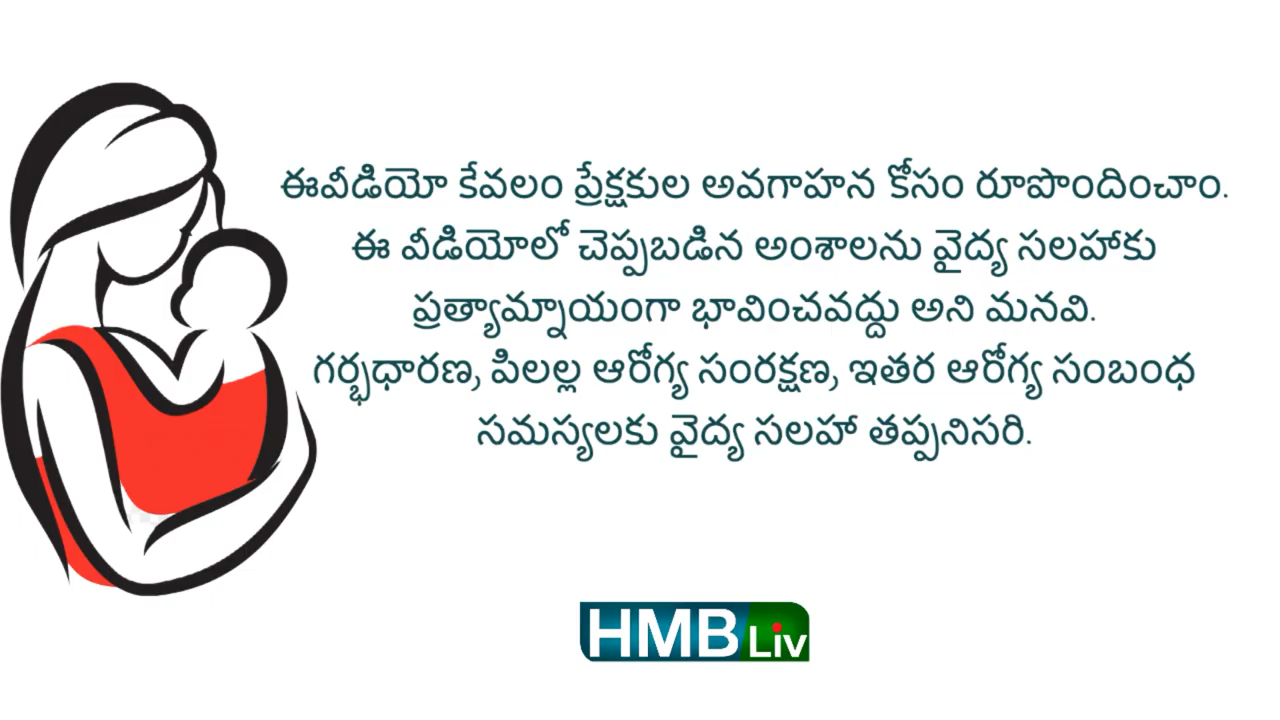 ఈవీడియో కేవలం ప్రేక్షకుల అవగాహన కోసం రూపొందించాం.
ఈ వీడియోలో చెప్పబడిన అంశాలను వైద్య సలహాకు
ప్రత్యామ్నాయంగా భావించవద్దు అని మనవి.
గర్భధారణ, పిలల్ల ఆరోగ్య సంరక్షణ, ఇతర ఆరోగ్య సంబంధ
సమస్యలకు వైద్య సలహా తప్పనిసరి.
HMB Liv